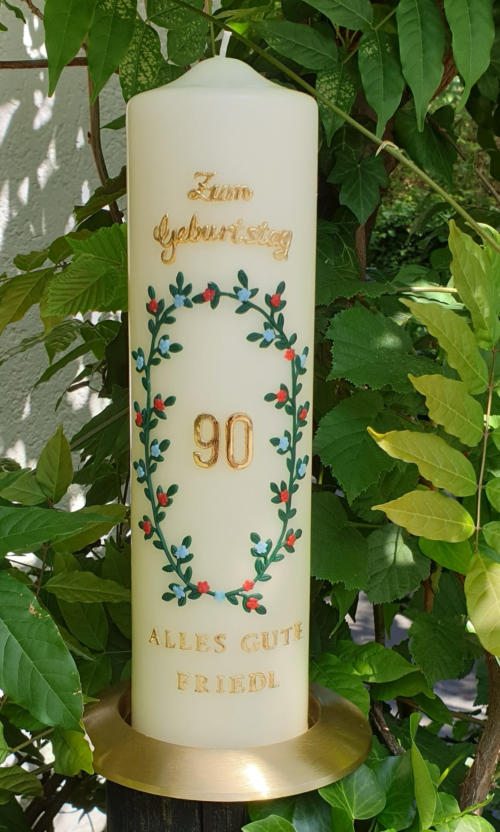 Zum
Geburtstag
90
ALLES GUTE
FRIEDL